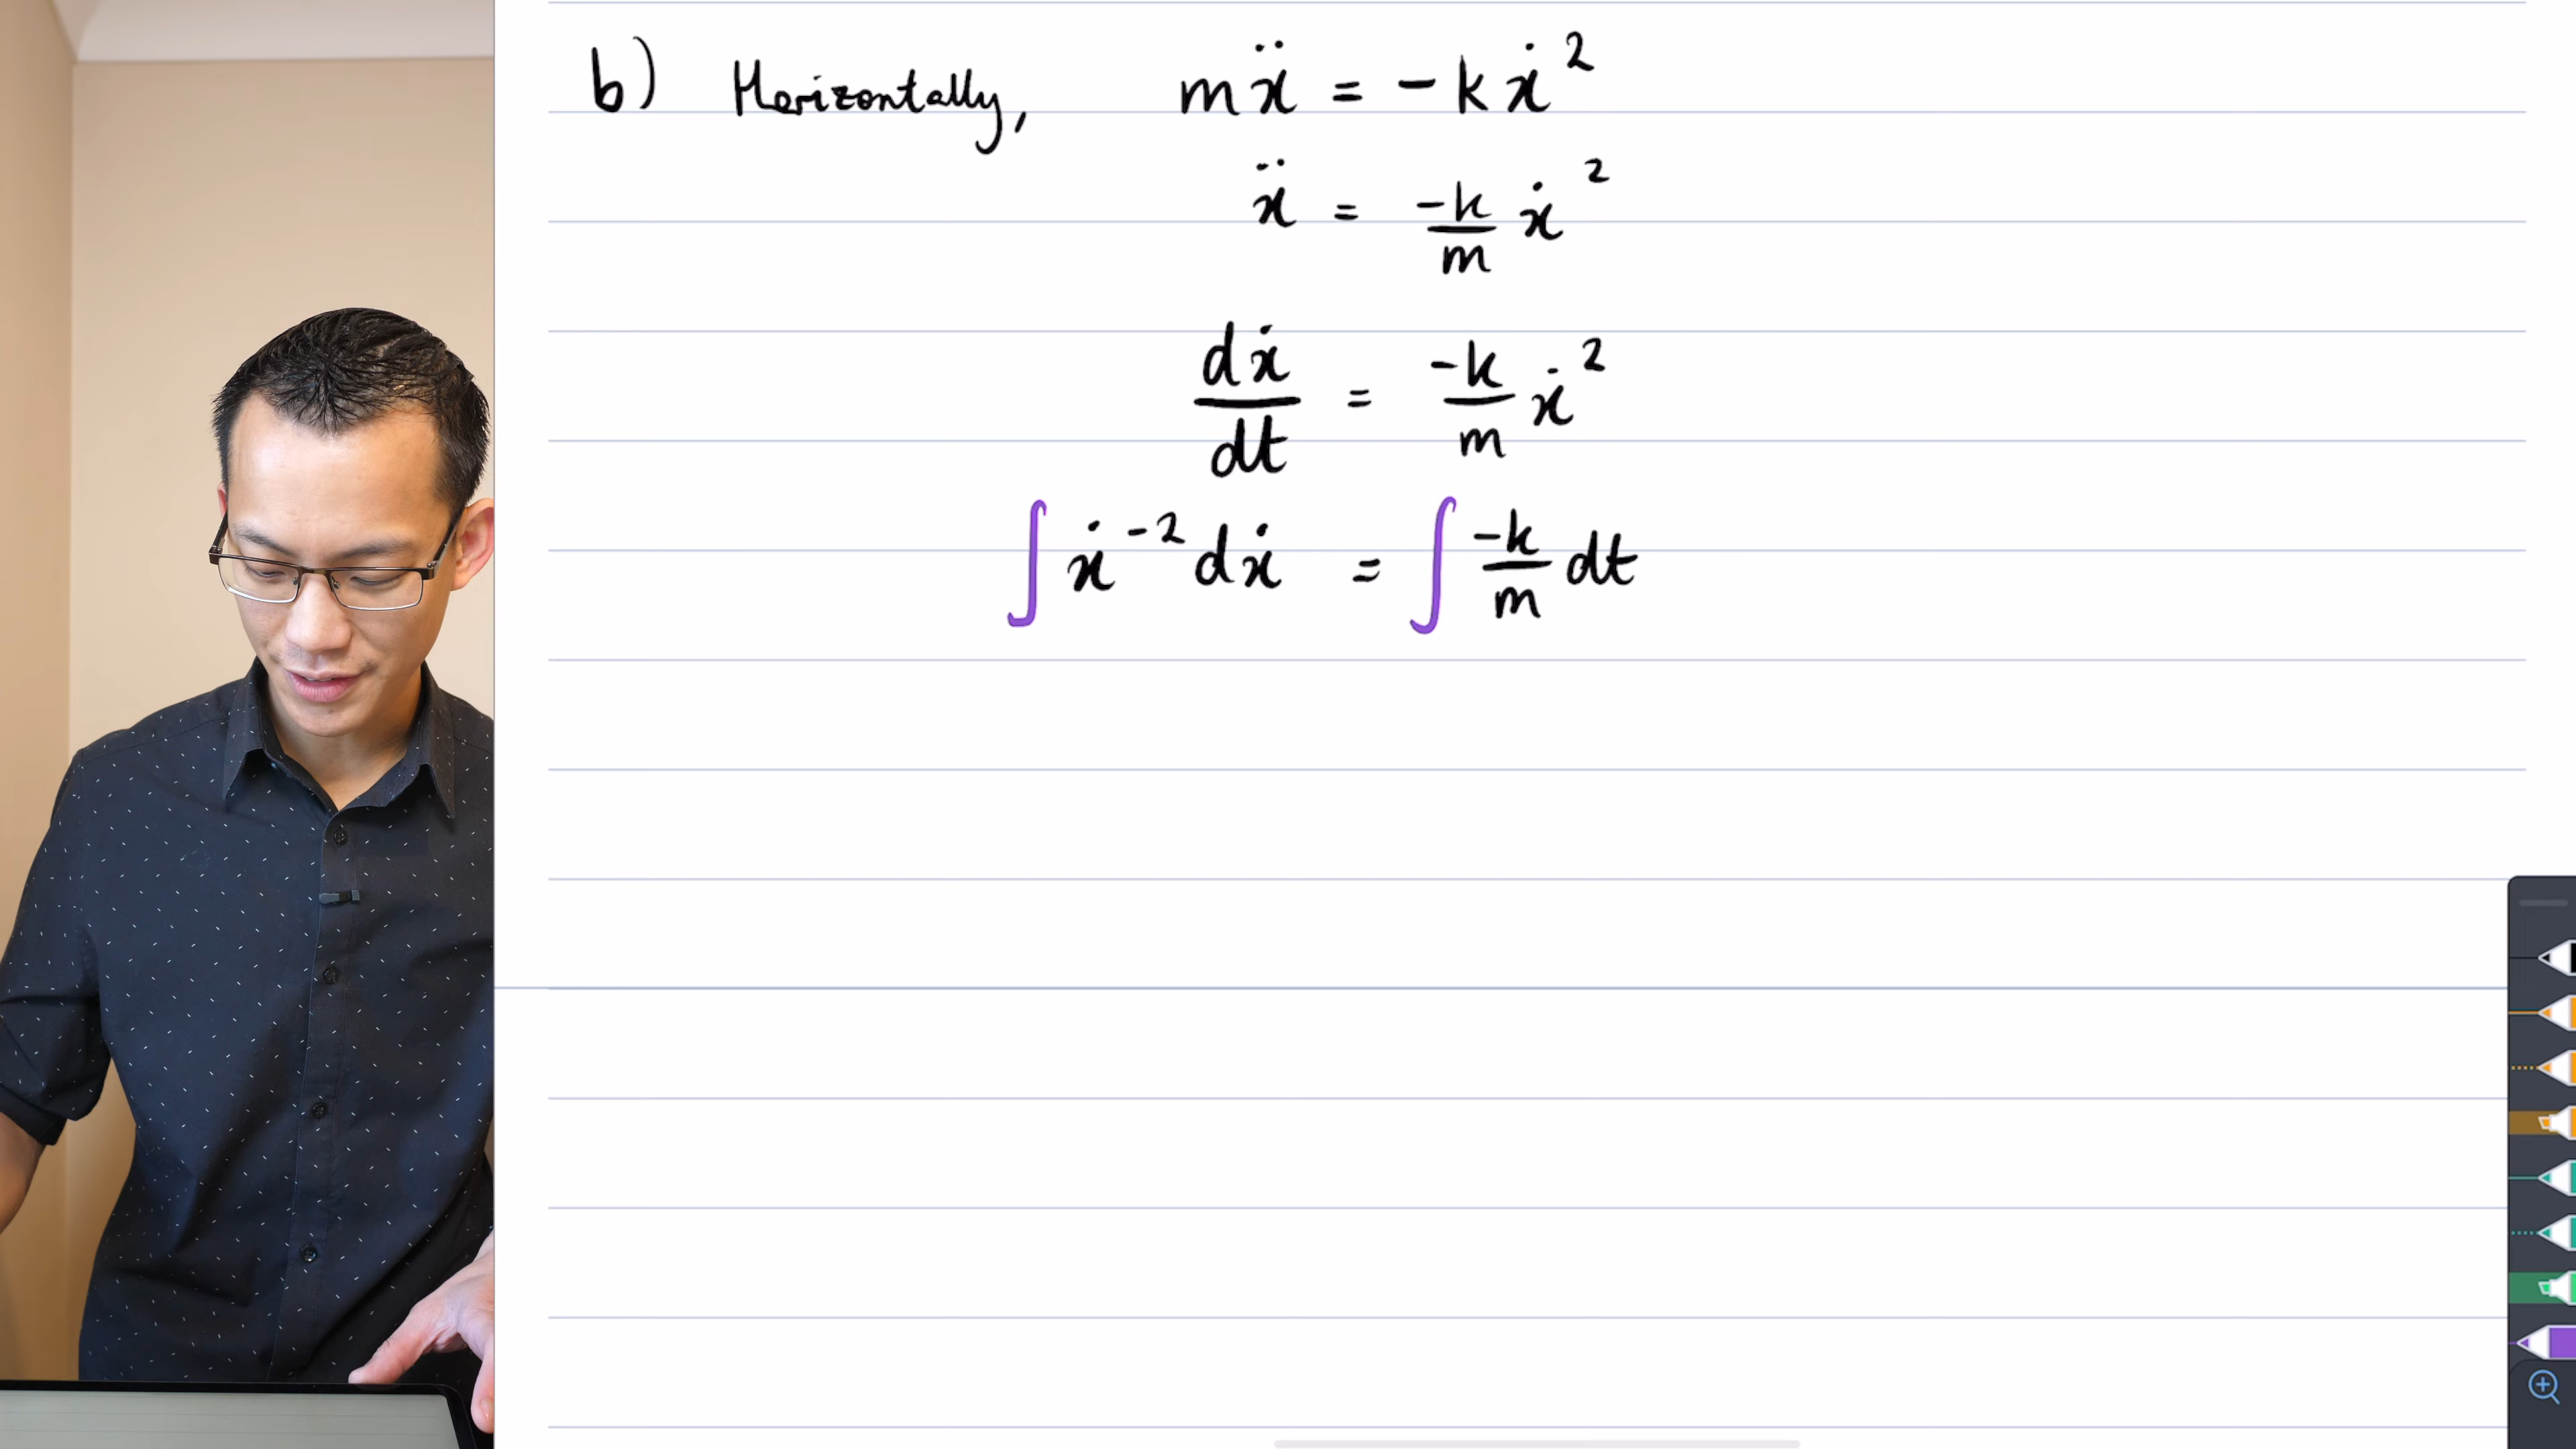 b) Horizontally, mẍ = -kẋ²
ẍ = -k/m ẋ²
dẋ/dt = -k/m ẋ²
∫ ẋ⁻² dẋ = ∫ -k/m dt